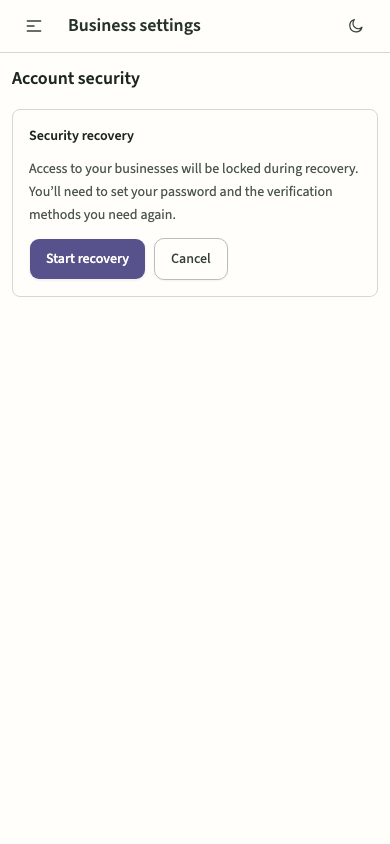 Business settings
Account security
Security recovery
Access to your businesses will be locked during recovery.
You’ll need to set your password and the verification
methods you need again.
Start recovery
Cancel